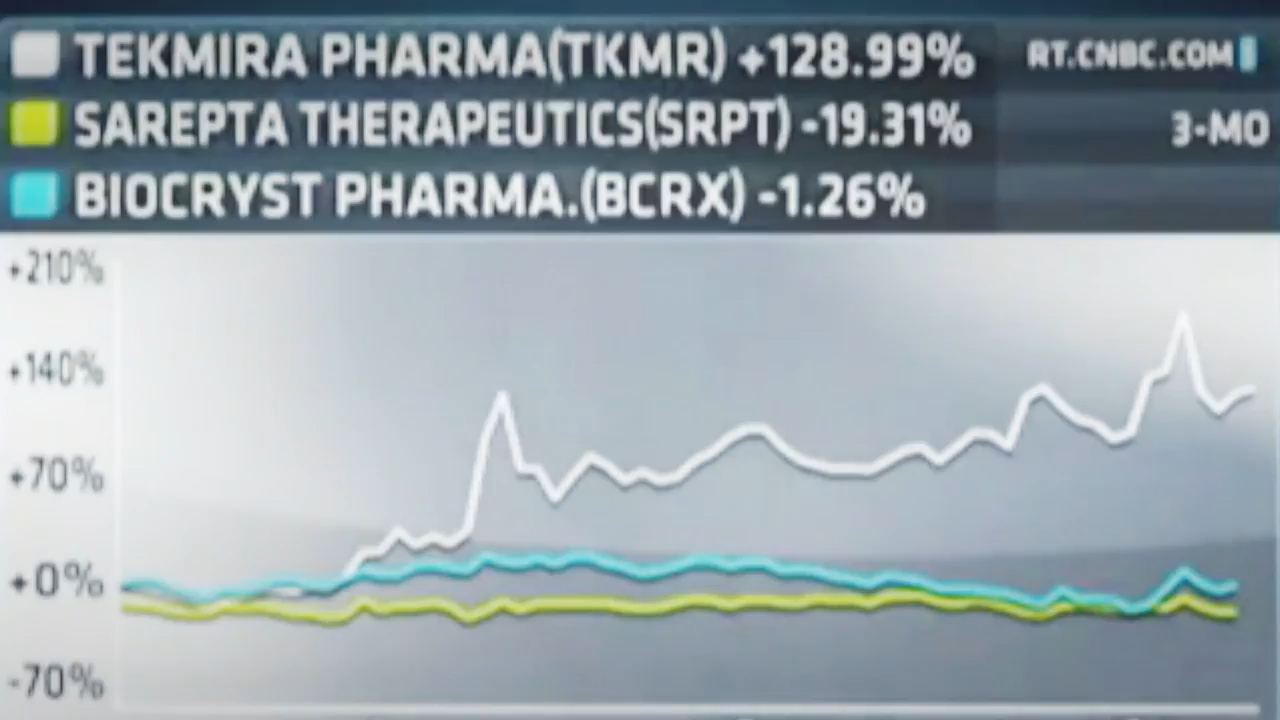 TEKMIRA PHARMA(TKMR) +128.99%
RT.CNBC.COM
SAREPTA THERAPEUTICS(SRPT) -19.31%
3-MO
BIOCRYST PHARMA.(BCRX) -1.26%
+210%
+140%
+70%
+0%
-70%